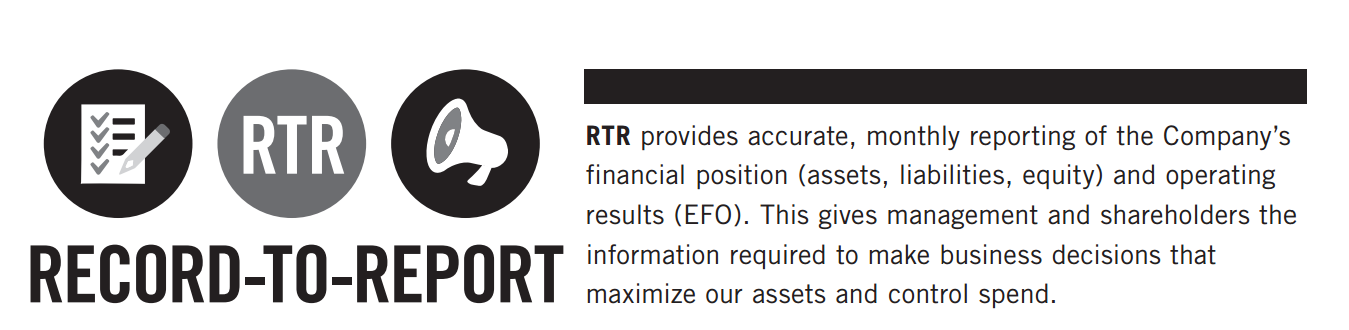 RTR
RECORD-TO-REPORT
RTR provides accurate, monthly reporting of the Company’s
financial position (assets, liabilities, equity) and operating
results (EFO). This gives management and shareholders the
information required to make business decisions that
maximize our assets and control spend.